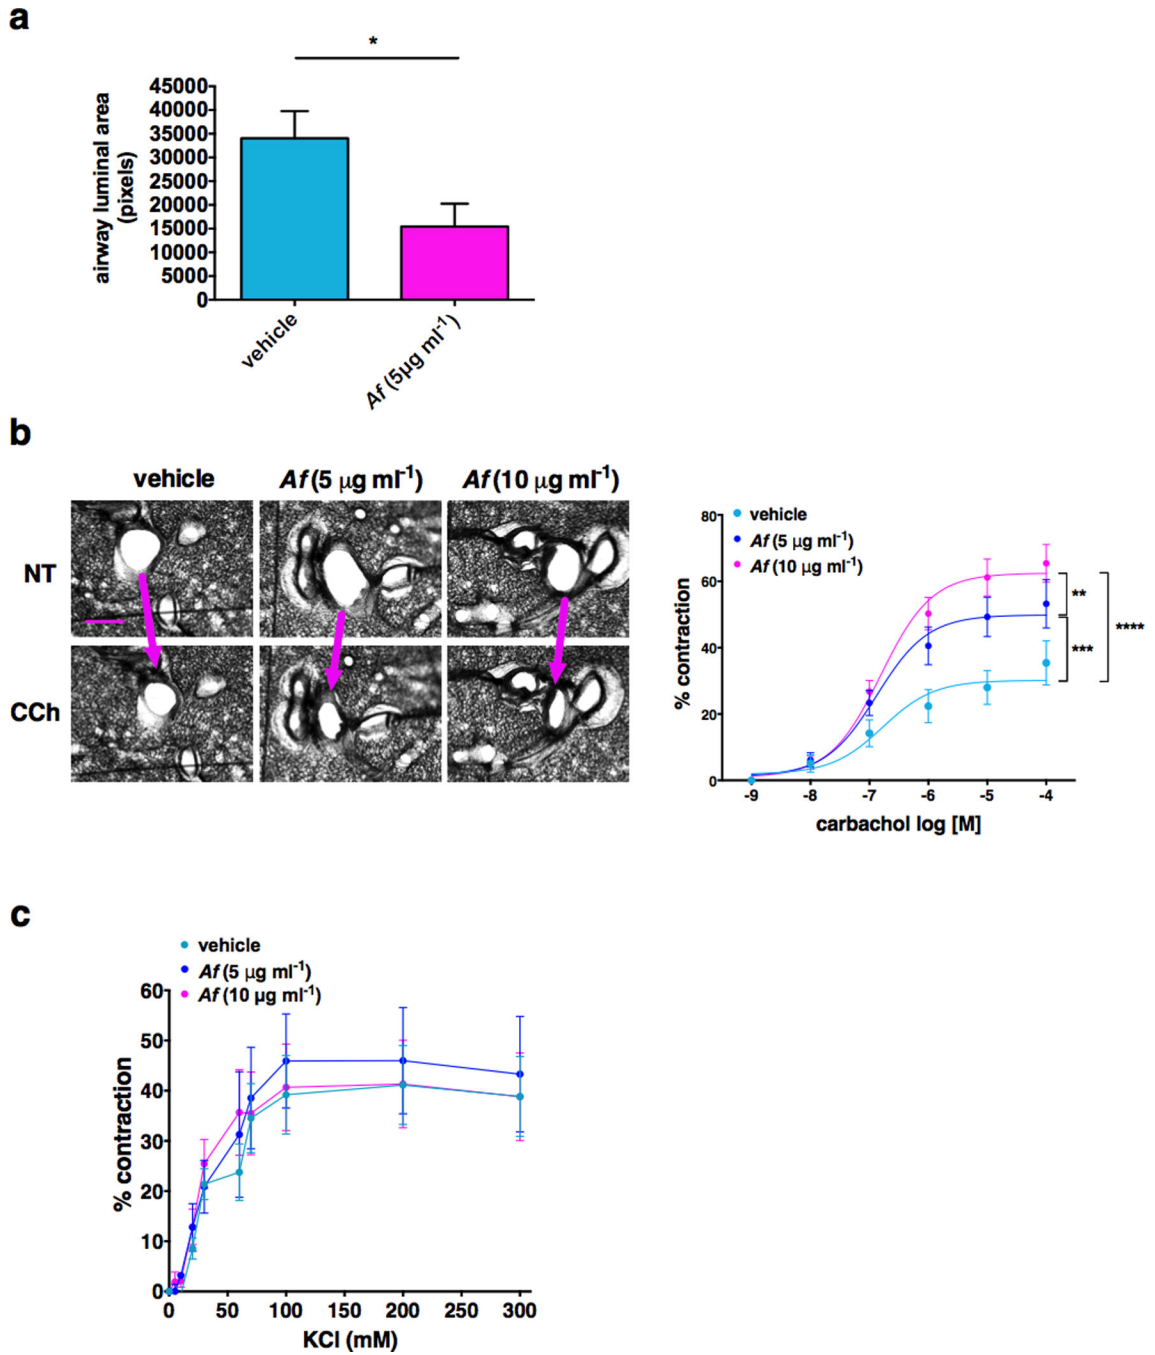 a
*
airway luminal area
(pixels)
45000
40000
35000
30000
25000
20000
15000
10000
5000
0
vehicle
Af (5µg ml-1)
b
vehicle
Af (5 µg ml-1)
Af (10 µg ml-1)
NT
CCh
vehicle
Af (5 µg ml-1)
Af (10 µg ml-1)
% contraction
80
60
40
20
0
-9
-8
-7
-6
-5
-4
carbachol log [M]
**
***
****
c
vehicle
Af (5 µg ml-1)
Af (10 µg ml-1)
% contraction
60
50
40
30
20
10
0
0
50
100
150
200
250
300
KCl (mM)